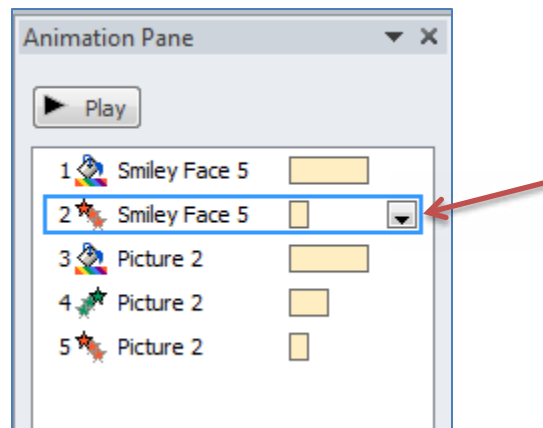 Animation Pane
Play
1 Smiley Face 5
2 Smiley Face 5
3 Picture 2
4 Picture 2
5 Picture 2